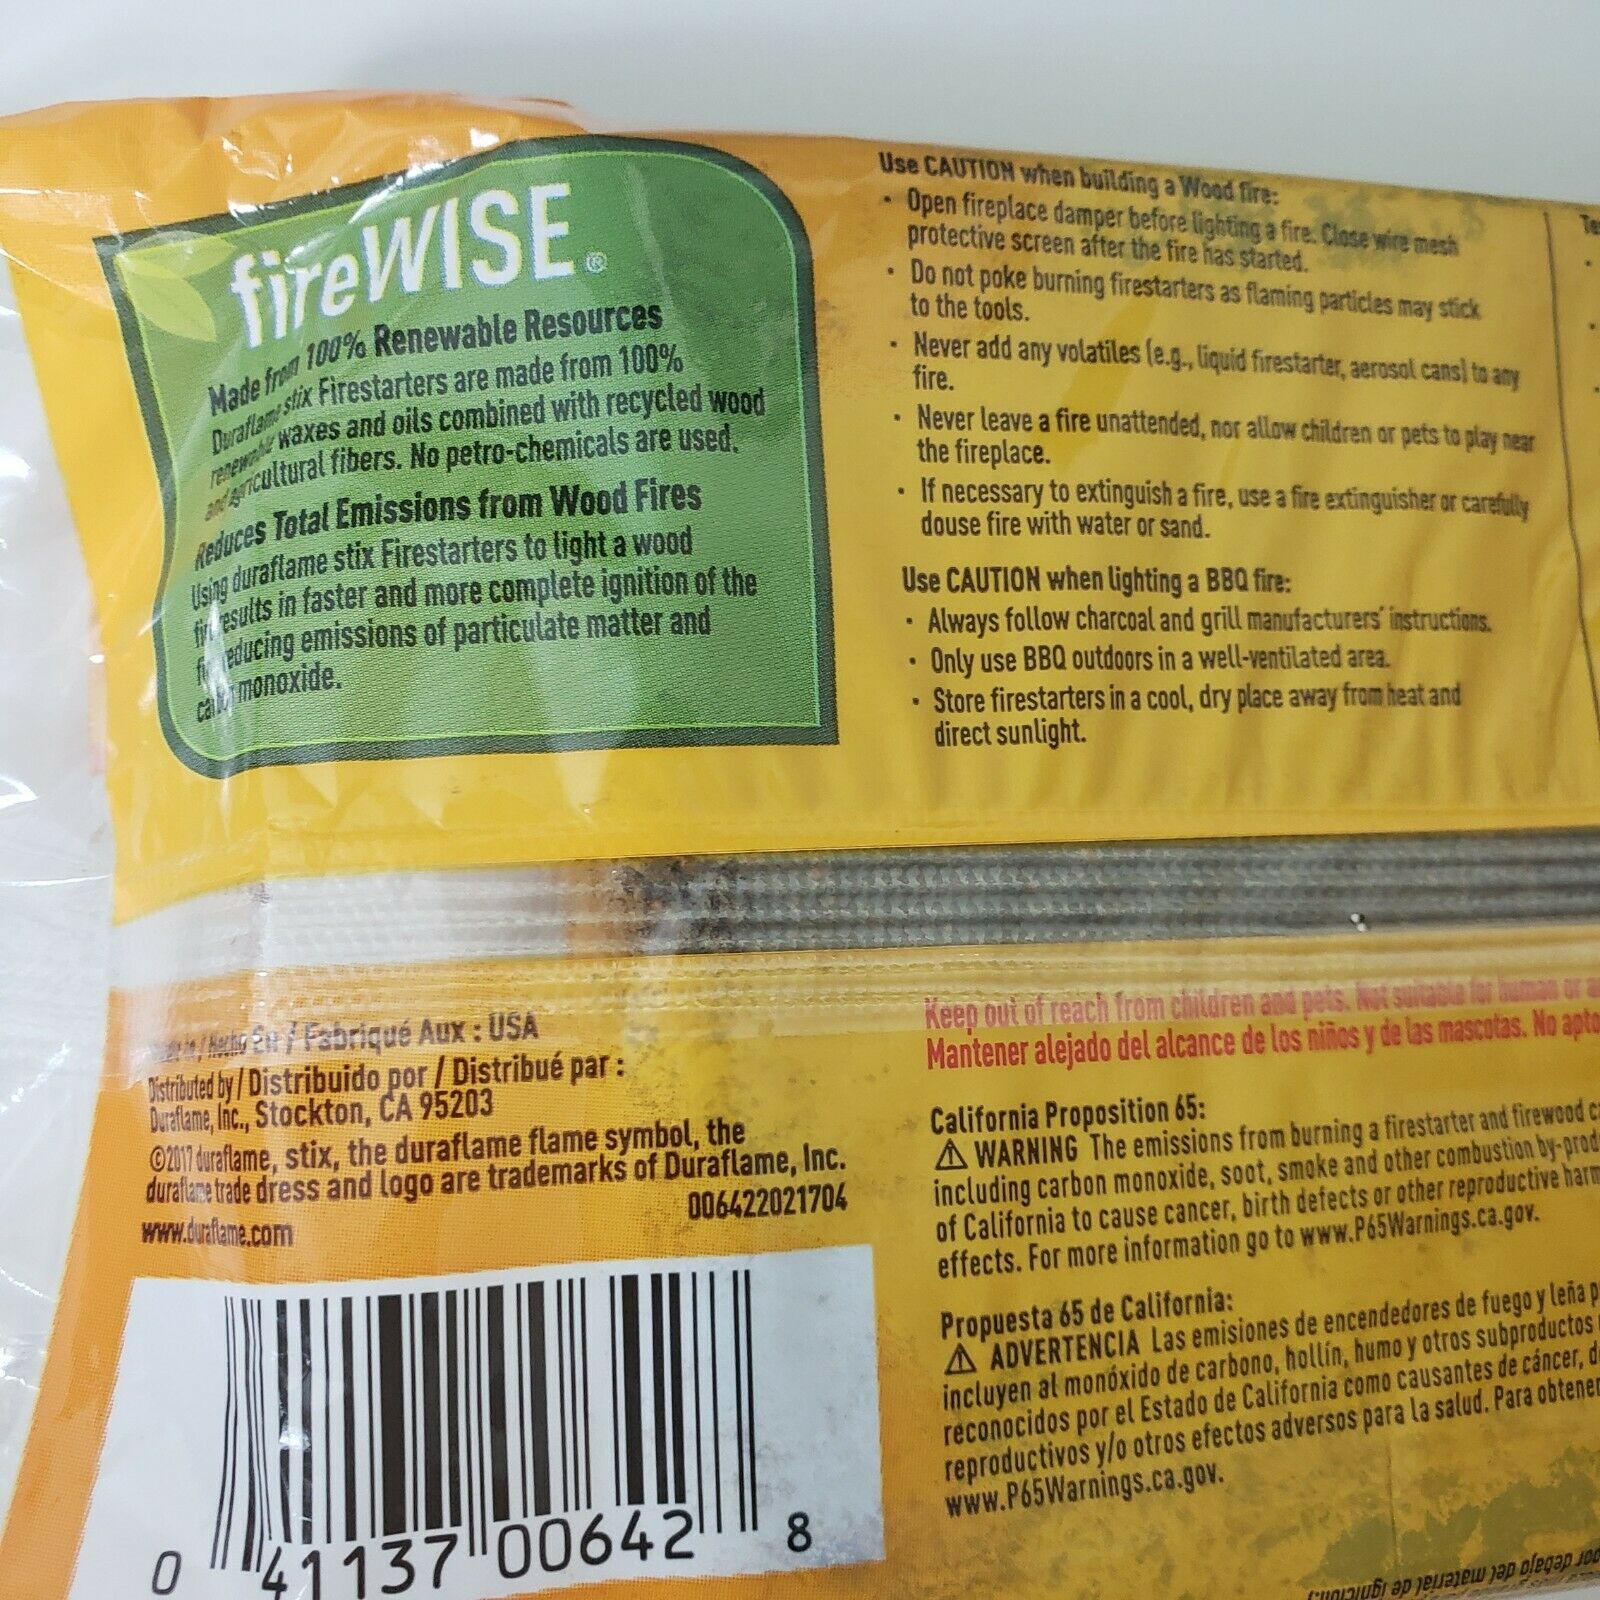 fireWISE®
Made from 100% Renewable Resources
Duraflame stix Firestarters are made from 100%
renewable waxes and oils combined with recycled wood
and agricultural fibers. No petro-chemicals are used.
Reduces Total Emissions from Wood Fires
Using duraflame stix Firestarters to light a wood
fire results in faster and more complete ignition of the
reducing emissions of particulate matter and
carbon monoxide.
Use CAUTION when building a Wood fire:
• Open fireplace damper before lighting a fire. Close wire mesh
protective screen after the fire has started.
• Do not poke burning firestarters as flaming particles may stick
to the tools.
• Never add any volatiles (e.g., liquid firestarter, aerosol cans) to any
fire.
• Never leave a fire unattended, nor allow children or pets to play near
the fireplace.
• If necessary to extinguish a fire, use a fire extinguisher or carefully
douse fire with water or sand.
Use CAUTION when lighting a BBQ fire:
• Always follow charcoal and grill manufacturers' instructions.
• Only use BBQ outdoors in a well-ventilated area.
• Store firestarters in a cool, dry place away from heat and
direct sunlight.
/ Hecho En / Fabriqué Aux : USA
Distributed by / Distribuido por / Distribué par :
Duraflame, Inc., Stockton, CA 95203
©2017 duraflame, stix, the duraflame flame symbol, the
duraflame trade dress and logo are trademarks of Duraflame, Inc.
006422021704
www.duraflame.com
0 41137 00642 8
Keep out of reach from children and pets. Not suitable for human or
Mantener alejado del alcance de los niños y de las mascotas. No apto
California Proposition 65:
⚠ WARNING The emissions from burning a firestarter and firewood
including carbon monoxide, soot, smoke and other combustion by-prod
of California to cause cancer, birth defects or other reproductive harm
effects. For more information go to www.P65Warnings.ca.gov.
Propuesta 65 de California:
⚠ ADVERTENCIA Las emisiones de encendedores de fuego y leña p
incluyen al monóxido de carbono, hollín, humo y otros subproductos
reconocidos por el Estado de California como causantes de cáncer, d
reproductivos y/o otros efectos adversos para la salud. Para obtener
www.P65Warnings.ca.gov.
por debajo del material de ignición.)